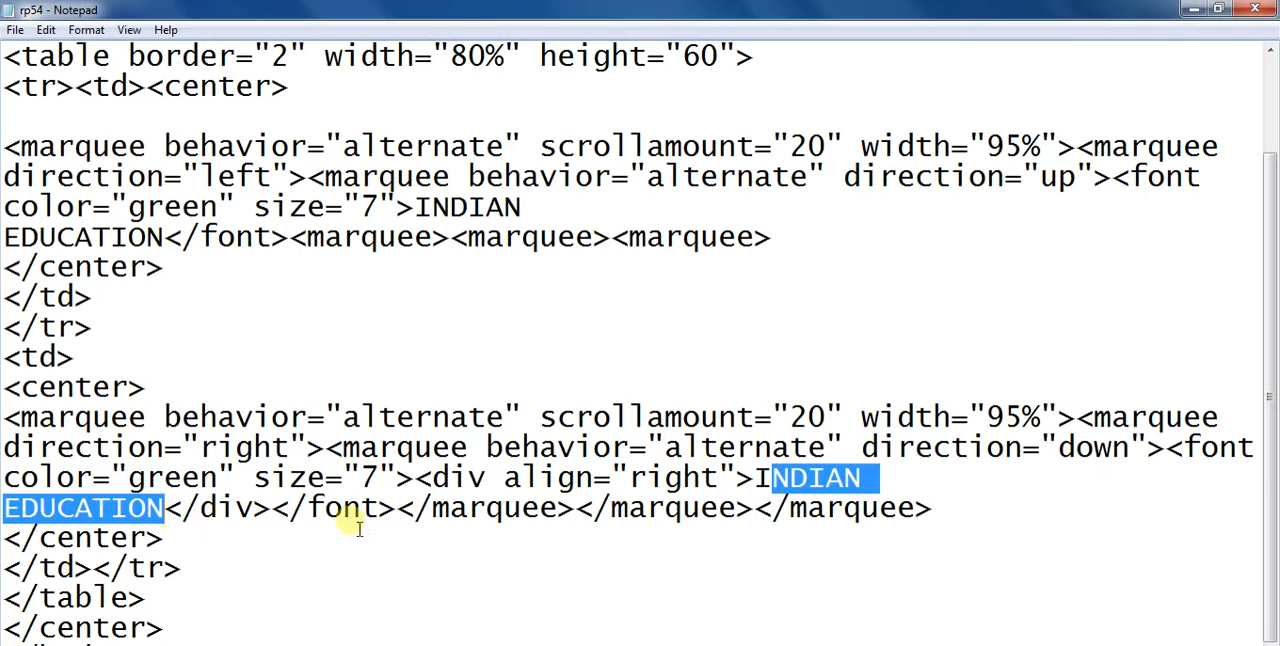 rp54 - Notepad
File Edit Format View Help
<table border="2" width="80%" height="60">
<tr><td><center>
<marquee behavior="alternate" scrollamount="20" width="95%"><marquee
direction="left"><marquee behavior="alternate" direction="up"><font
color="green" size="7">INDIAN
EDUCATION</font><marquee><marquee><marquee>
</center>
</td>
</tr>
<td>
<center>
<marquee behavior="alternate" scrollamount="20" width="95%"><marquee
direction="right"><marquee behavior="alternate" direction="down"><font
color="green" size="7"><div align="right">INDIAN
EDUCATION</div></font></marquee></marquee></marquee>
</center>
</td></tr>
</table>
</center>